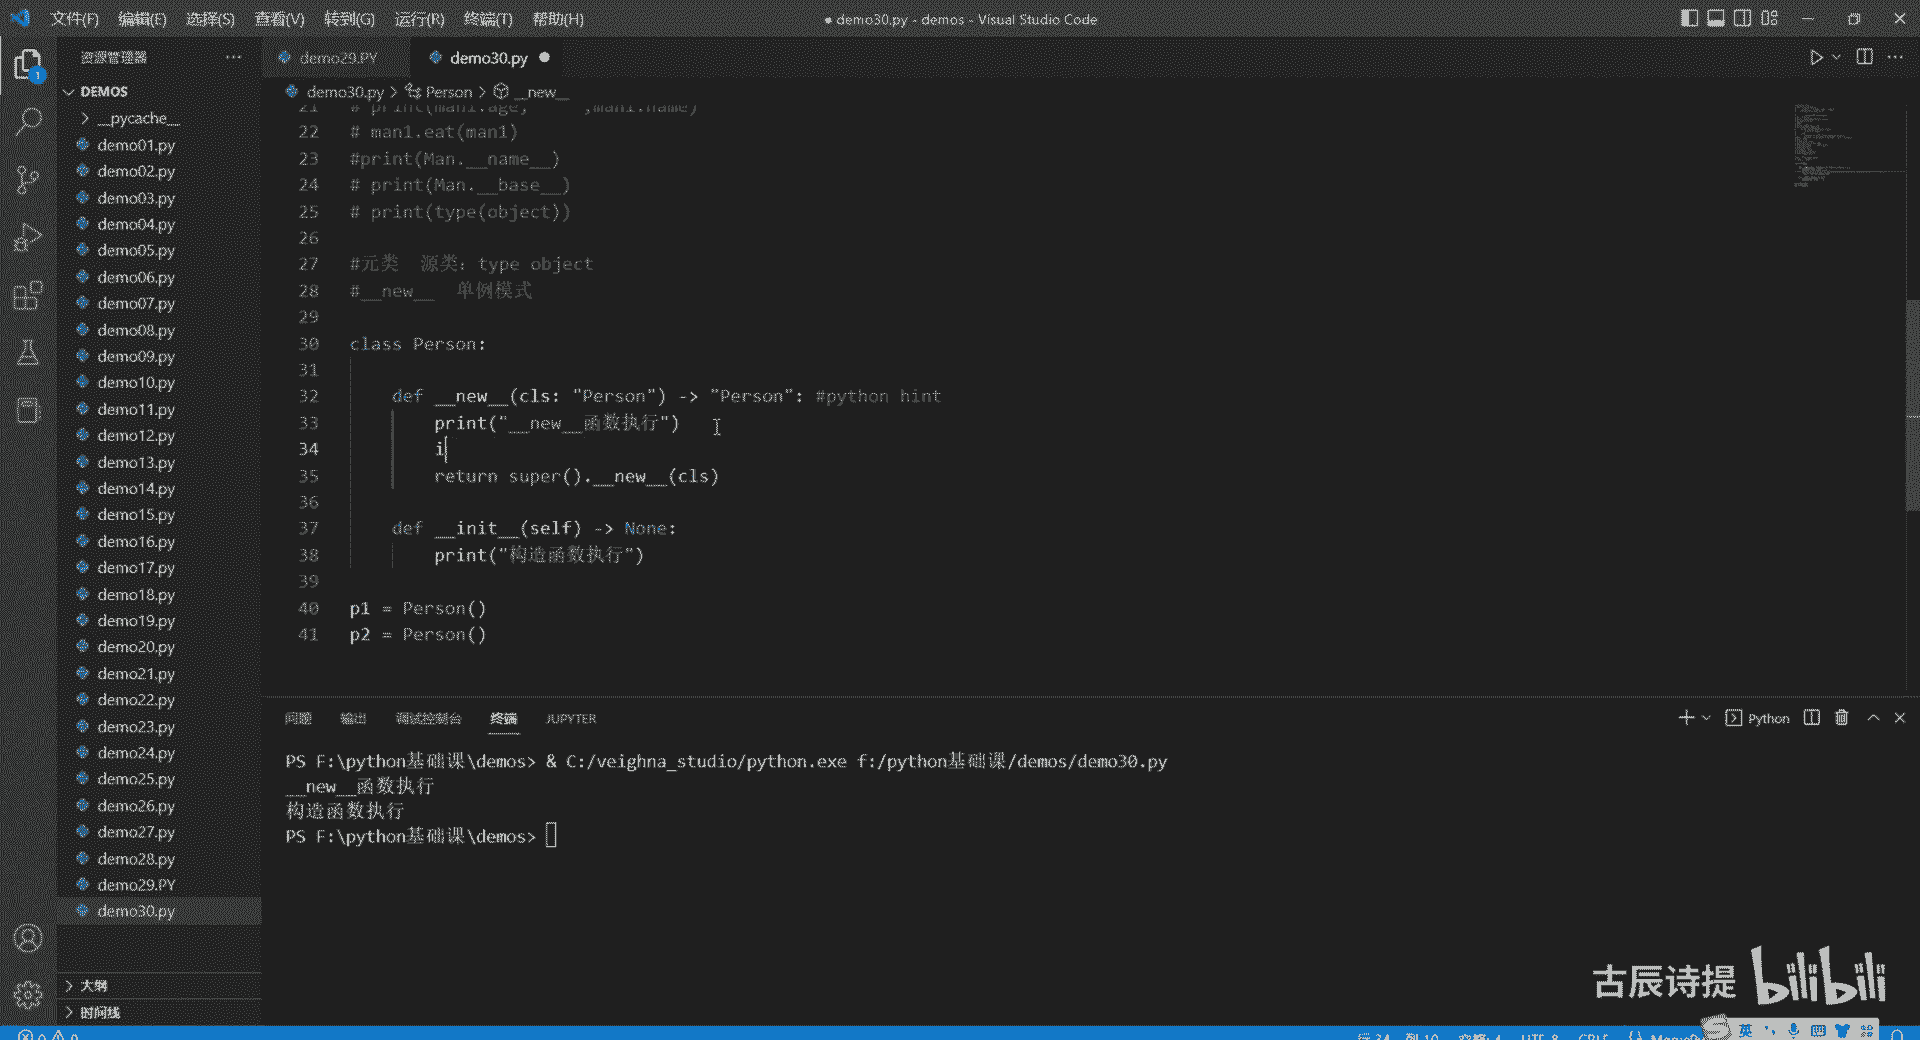 文件(F) 编辑(E) 选择(S) 查看(V) 转到(G) 运行(R) 终端(T) 帮助(H)
● demo30.py - demos - Visual Studio Code
资源管理器
demo29.PY
demo30.py
DEMOS
demo30.py > Person > __new__
__pycache__
demo01.py
demo02.py
demo03.py
demo04.py
demo05.py
demo06.py
demo07.py
demo08.py
demo09.py
demo10.py
demo11.py
demo12.py
demo13.py
demo14.py
demo15.py
demo16.py
demo17.py
demo18.py
demo19.py
demo20.py
demo21.py
demo22.py
demo23.py
demo24.py
demo25.py
demo26.py
demo27.py
demo28.py
demo29.PY
demo30.py
大纲
时间线
21 # print(man1.age, ,man1.name)
22 # man1.eat(man1)
23 #print(Man.__name__)
24 # print(Man.__base__)
25 # print(type(object))
26
27 #元类 源类: type object
28 #__new__ 单例模式
29
30 class Person:
31
32 def __new__(cls: "Person") -> "Person": #python hint
33 print("__new__函数执行")
34 i
35 return super().__new__(cls)
36
37 def __init__(self) -> None:
38 print("构造函数执行")
39
40 p1 = Person()
41 p2 = Person()
问题 输出 调试控制台 终端 JUPYTER
Python
PS F:\python基础课\demos> & C:/veighna_studio/python.exe f:/python基础课/demos/demo30.py
__new__函数执行
构造函数执行
PS F:\python基础课\demos>
古辰诗提 bilibili
英